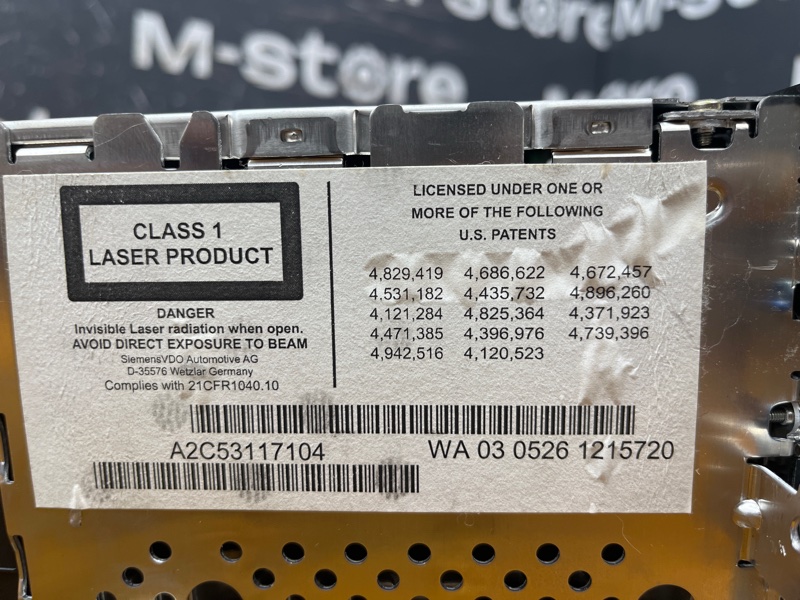 M-store
M-store
CLASS 1
LASER PRODUCT
DANGER
Invisible Laser radiation when open.
AVOID DIRECT EXPOSURE TO BEAM
SiemensVDO Automotive AG
D-35576 Wetzlar Germany
Complies with 21CFR1040.10
LICENSED UNDER ONE OR
MORE OF THE FOLLOWING
U.S. PATENTS
4,829,419 4,686,622 4,672,457
4,531,182 4,435,732 4,896,260
4,121,284 4,825,364 4,371,923
4,471,385 4,396,976 4,739,396
4,942,516 4,120,523
A2C53117104 WA 03 0526 1215720